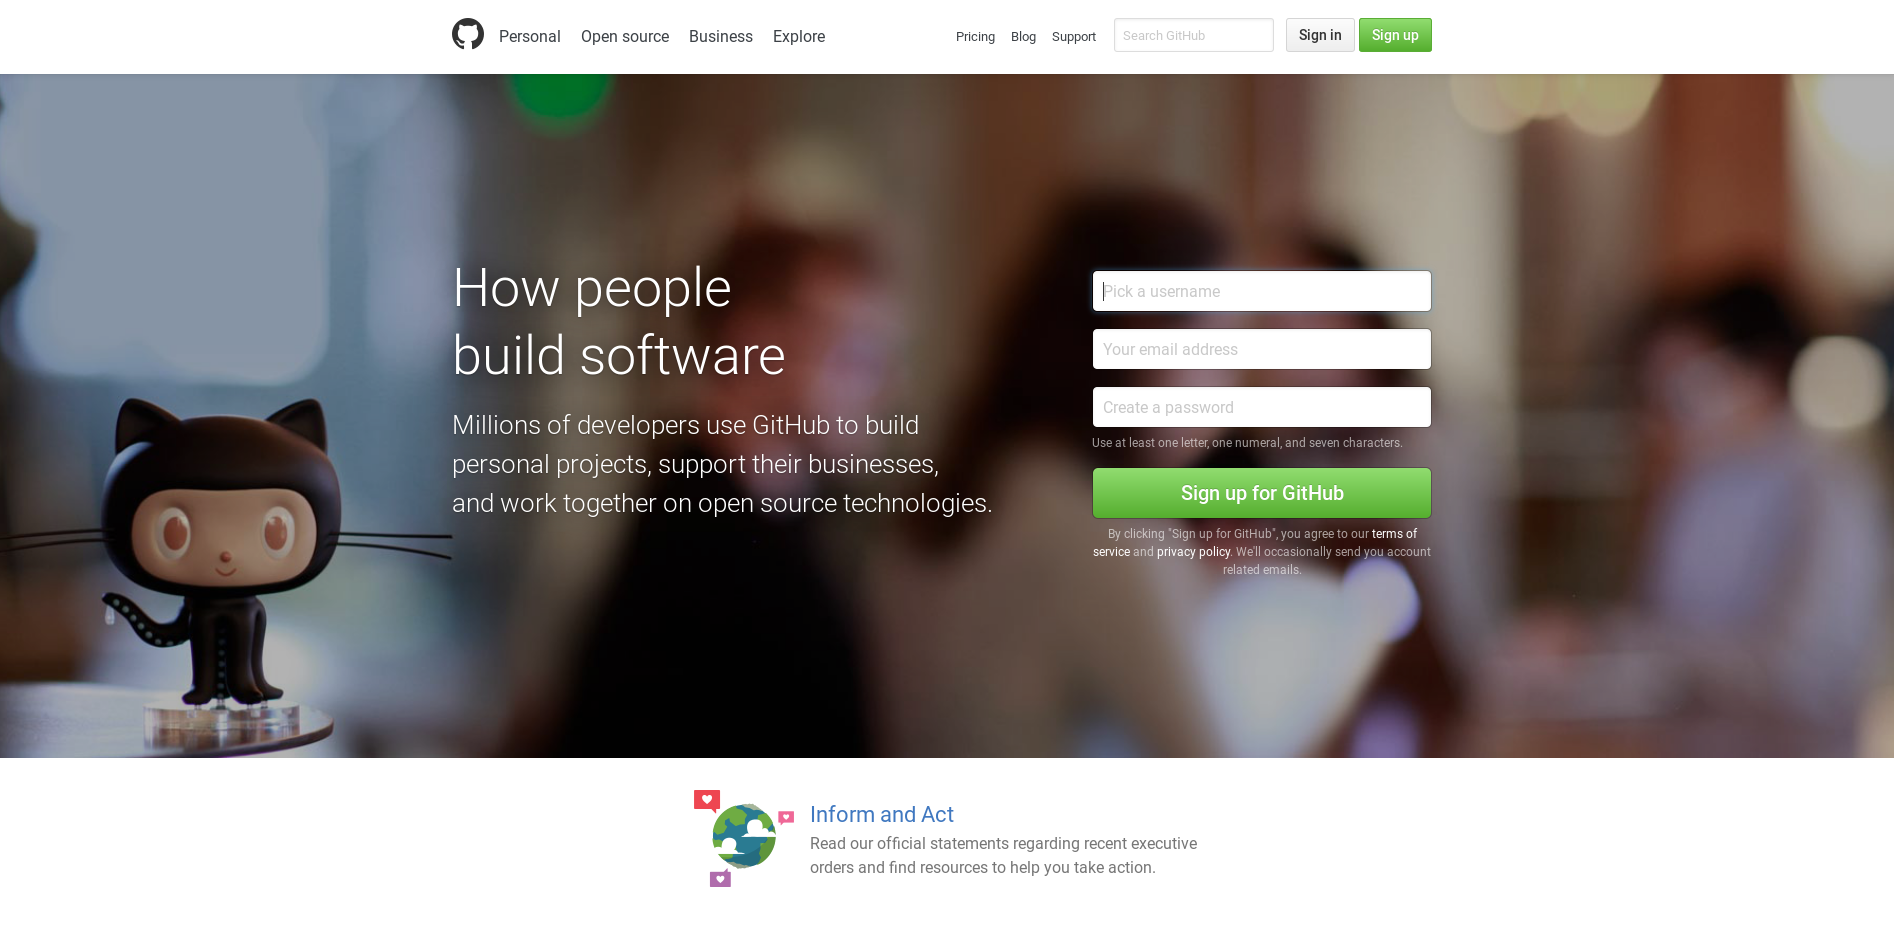 Personal
Open source
Business
Explore
Pricing
Blog
Support
Search GitHub
Sign in
Sign up
How people
build software
Millions of developers use GitHub to build
personal projects, support their businesses,
and work together on open source technologies.
Pick a username
Your email address
Create a password
Use at least one letter, one numeral, and seven characters.
Sign up for GitHub
By clicking "Sign up for GitHub", you agree to our terms of
service and privacy policy. We'll occasionally send you account
related emails.
Inform and Act
Read our official statements regarding recent executive
orders and find resources to help you take action.